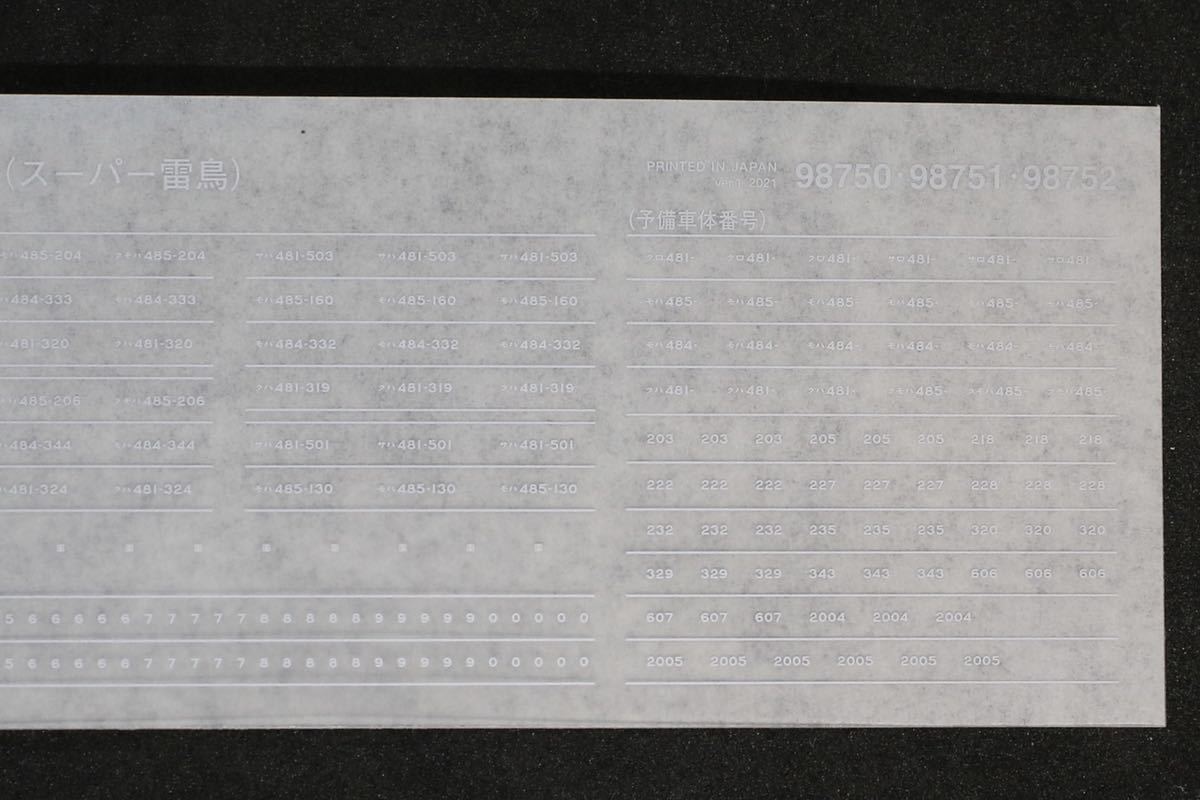 (スーパー雷鳥)
PRINTED IN JAPAN
ver.1 2021
98750・98751・98752
(予備車体番号)
モハ485-204 クモハ485-204
484-333 モハ484-333
481-320 クハ481-320
485-206 クモハ485-206
484-344 モハ484-344
481-324 クハ481-324
サハ481-503 サハ481-503 サハ481-503
モハ485-160 モハ485-160 モハ485-160
モハ484-332 モハ484-332 モハ484-332
クハ481-319 クハ481-319 クハ481-319
サハ481-501 サハ481-501 サハ481-501
モハ485-130 モハ485-130 モハ485-130
5 6 6 6 6 6 7 7 7 7 7 8 8 8 8 8 9 9 9 9 9 0 0 0 0 0
5 6 6 6 6 6 7 7 7 7 7 8 8 8 8 8 9 9 9 9 9 0 0 0 0 0
クロ481- クロ481- クロ481- サロ481- サロ481- サロ481-
モハ485- モハ485- モハ485- モハ485- モハ485- モハ485-
モハ484- モハ484- モハ484- モハ484- モハ484- モハ484-
クハ481- クハ481- クハ481- クモハ485- クモハ485- クモハ485-
203 203 203 205 205 205 218 218 218
222 222 222 227 227 227 228 228 228
232 232 232 235 235 235 320 320 320
329 329 329 343 343 343 606 606 606
607 607 607 2004 2004 2004
2005 2005 2005 2005 2005 2005